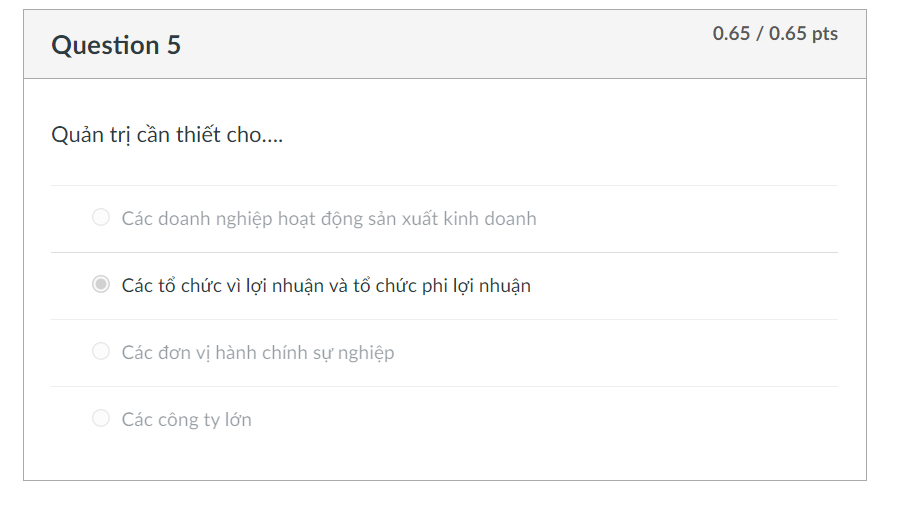 Question 5
0.65 / 0.65 pts
Quản trị cần thiết cho....
Các doanh nghiệp hoạt động sản xuất kinh doanh
Các tổ chức vì lợi nhuận và tổ chức phi lợi nhuận
Các đơn vị hành chính sự nghiệp
Các công ty lớn